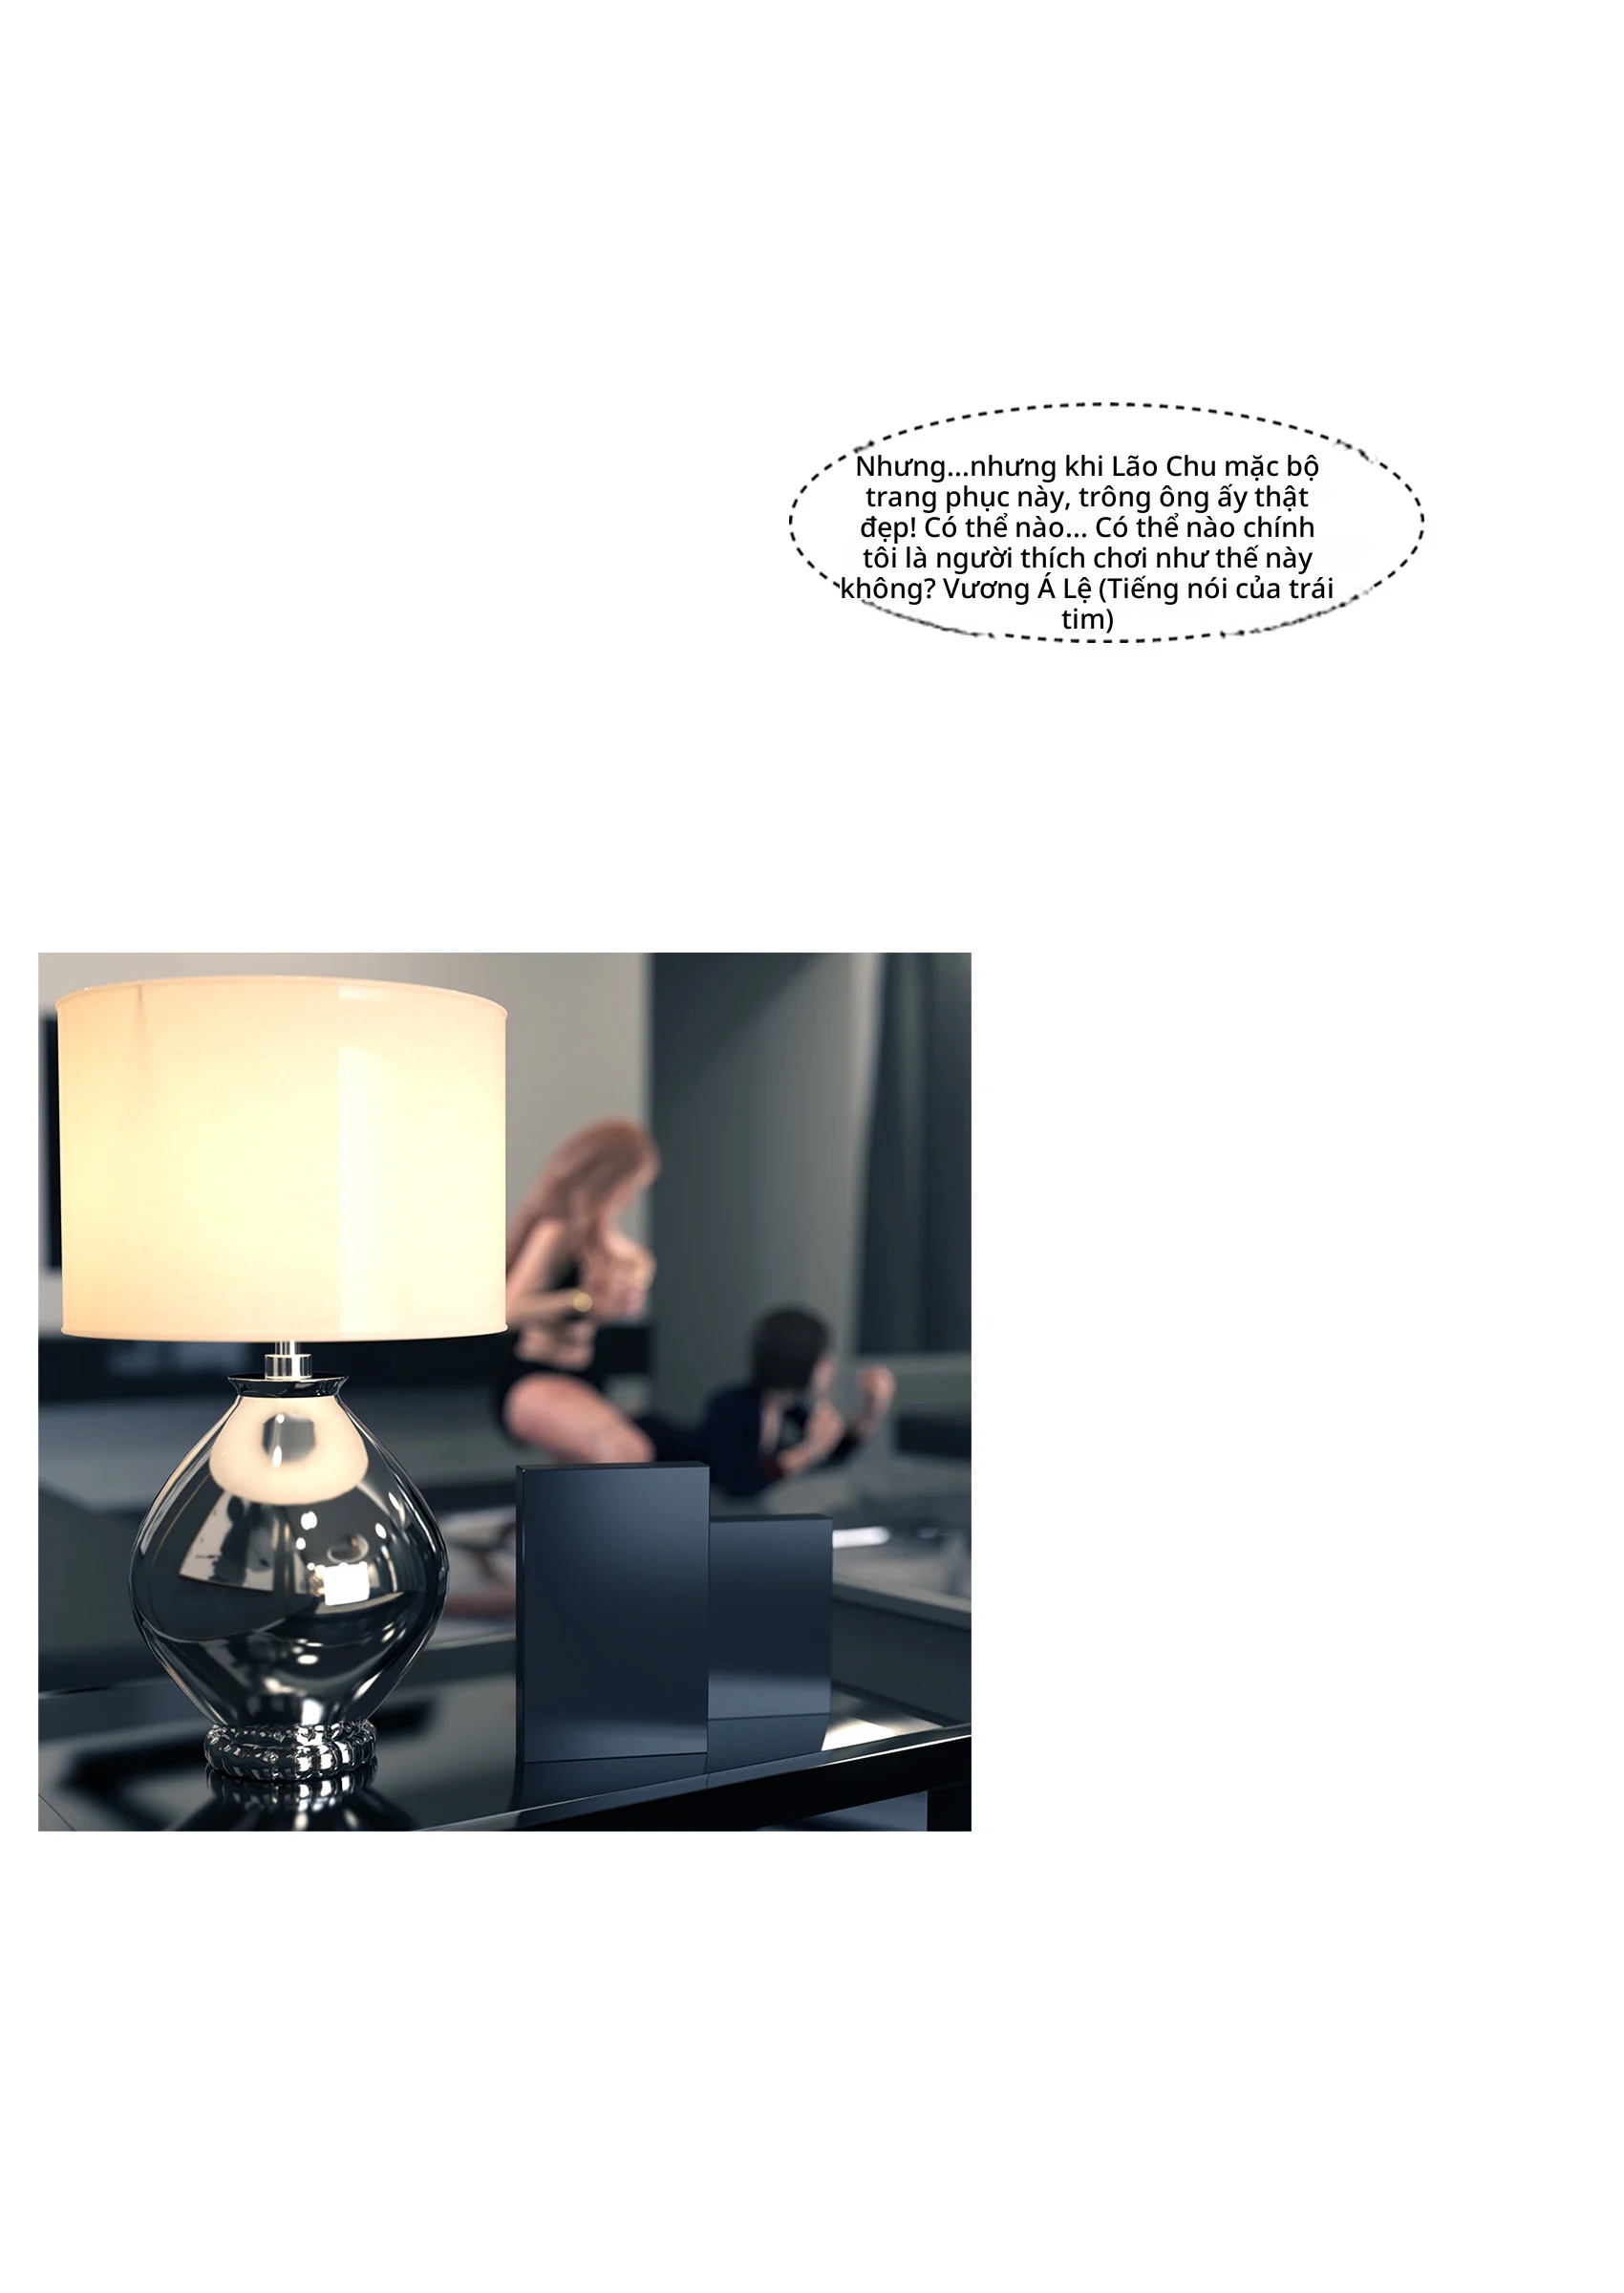 Nhưng...nhưng khi Lão Chu mặc bộ
trang phục này, trông ông ấy thật
đẹp! Có thể nào... Có thể nào chính
tôi là người thích chơi như thế này
không? Vương Á Lệ (Tiếng nói của trái
tim)